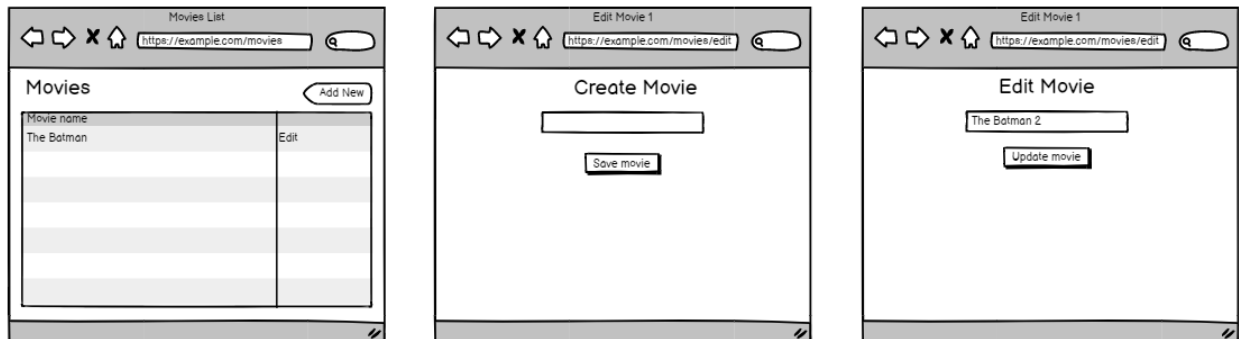 Movies List
https://example.com/movies
Movies
Add New
Movie name
The Batman
Edit
Edit Movie 1
https://example.com/movies/edit
Create Movie
Save movie
Edit Movie 1
https://example.com/movies/edit
Edit Movie
The Batman 2
Update movie